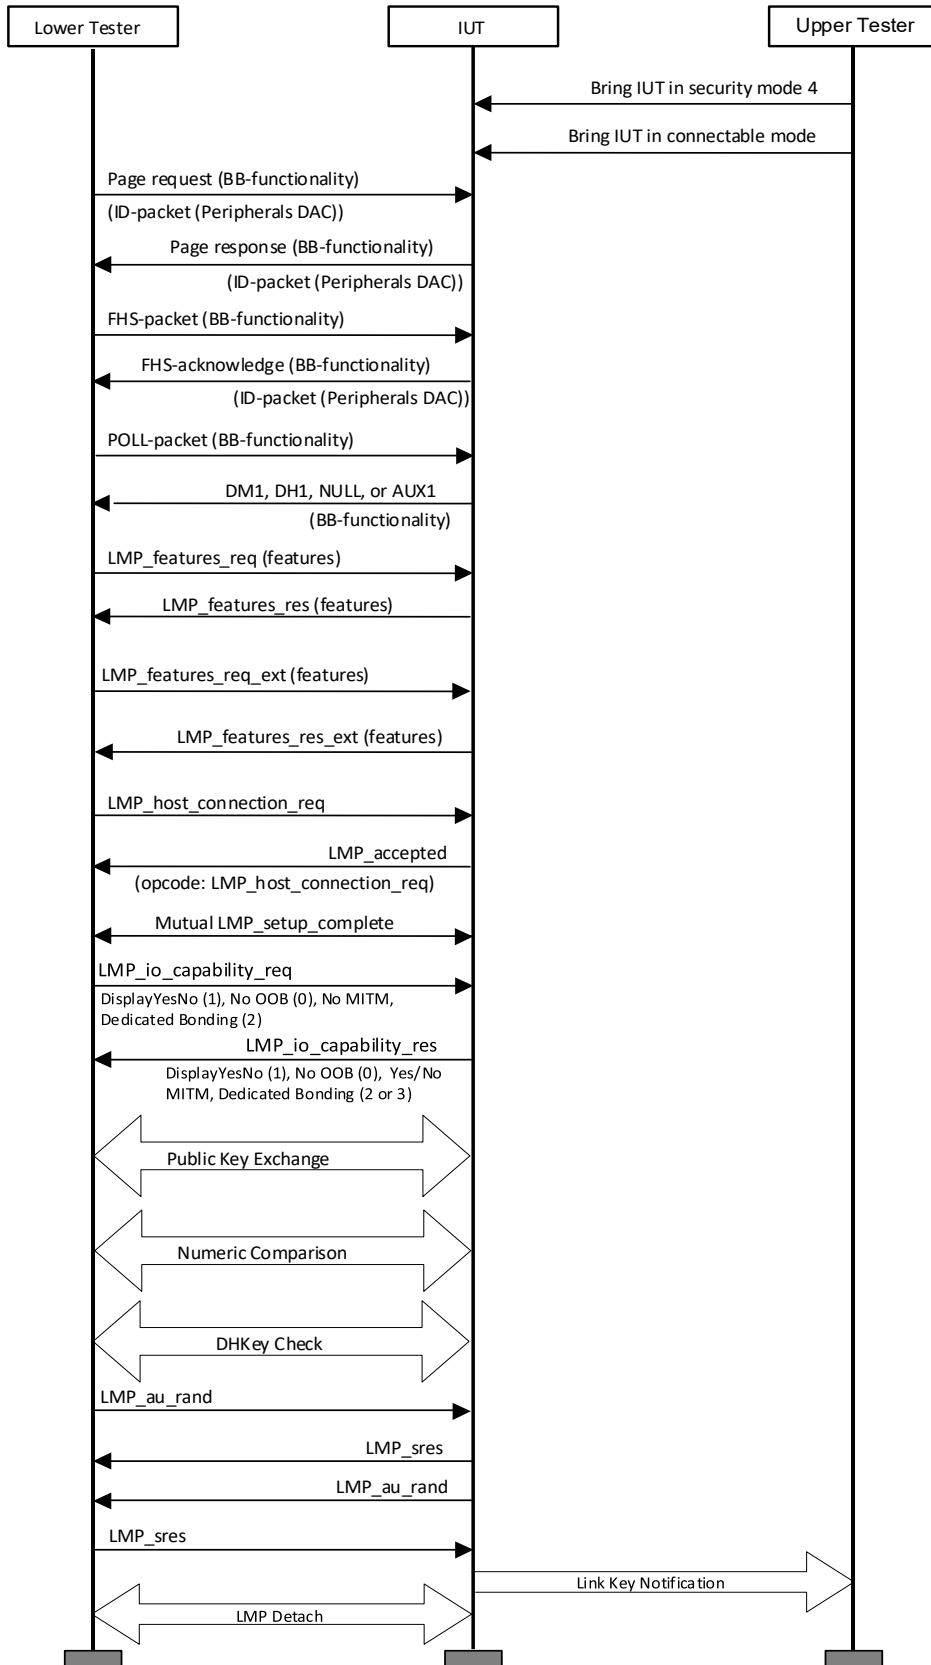 Lower Tester
IUT
Upper Tester
Bring IUT in security mode 4
Bring IUT in connectable mode
Page request (BB-functionality)
(ID-packet (Peripherals DAC))
Page response (BB-functionality)
(ID-packet (Peripherals DAC))
FHS-packet (BB-functionality)
FHS-acknowledge (BB-functionality)
(ID-packet (Peripherals DAC))
POLL-packet (BB-functionality)
DM1, DH1, NULL, or AUX1
(BB-functionality)
LMP_features_req (features)
LMP_features_res (features)
LMP_features_req_ext (features)
LMP_features_res_ext (features)
LMP_host_connection_req
LMP_accepted
(opcode: LMP_host_connection_req)
Mutual LMP_setup_complete
LMP_io_capability_req
DisplayYesNo (1), No OOB (0), No MITM,
Dedicated Bonding (2)
LMP_io_capability_res
DisplayYesNo (1), No OOB (0), Yes/No
MITM, Dedicated Bonding (2 or 3)
Public Key Exchange
Numeric Comparison
DHKey Check
LMP_au_rand
LMP_sres
LMP_au_rand
LMP_sres
Link Key Notification
LMP Detach